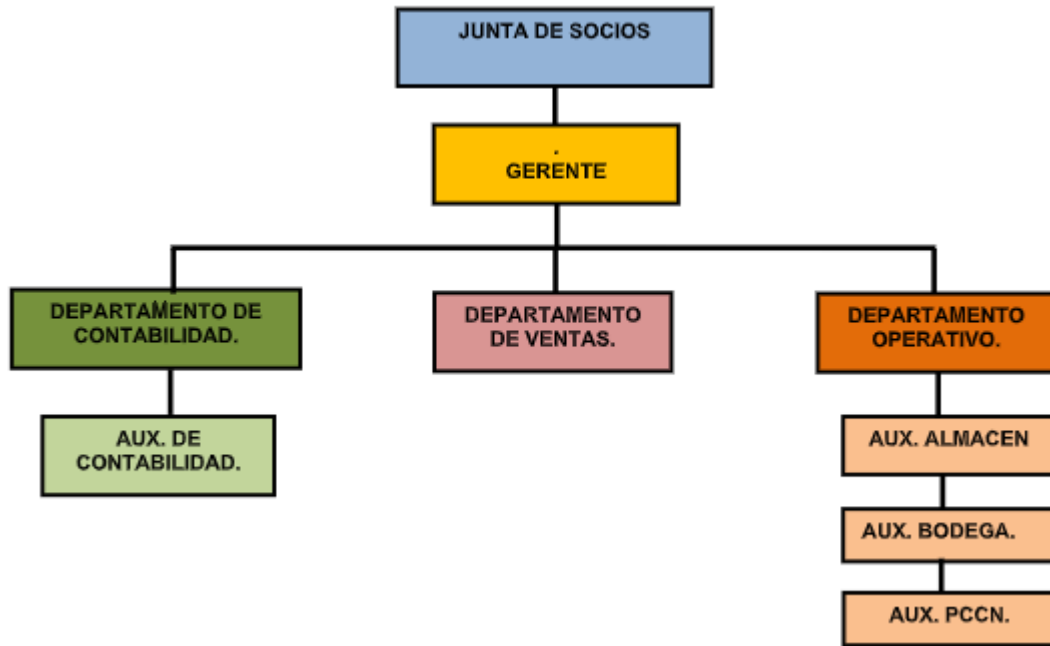 JUNTA DE SOCIOS
.
GERENTE
DEPARTAMENTO DE
CONTABILIDAD.
DEPARTAMENTO
DE VENTAS.
DEPARTAMENTO
OPERATIVO.
AUX. DE
CONTABILIDAD.
AUX. ALMACEN
AUX. BODEGA.
AUX. PCCN.